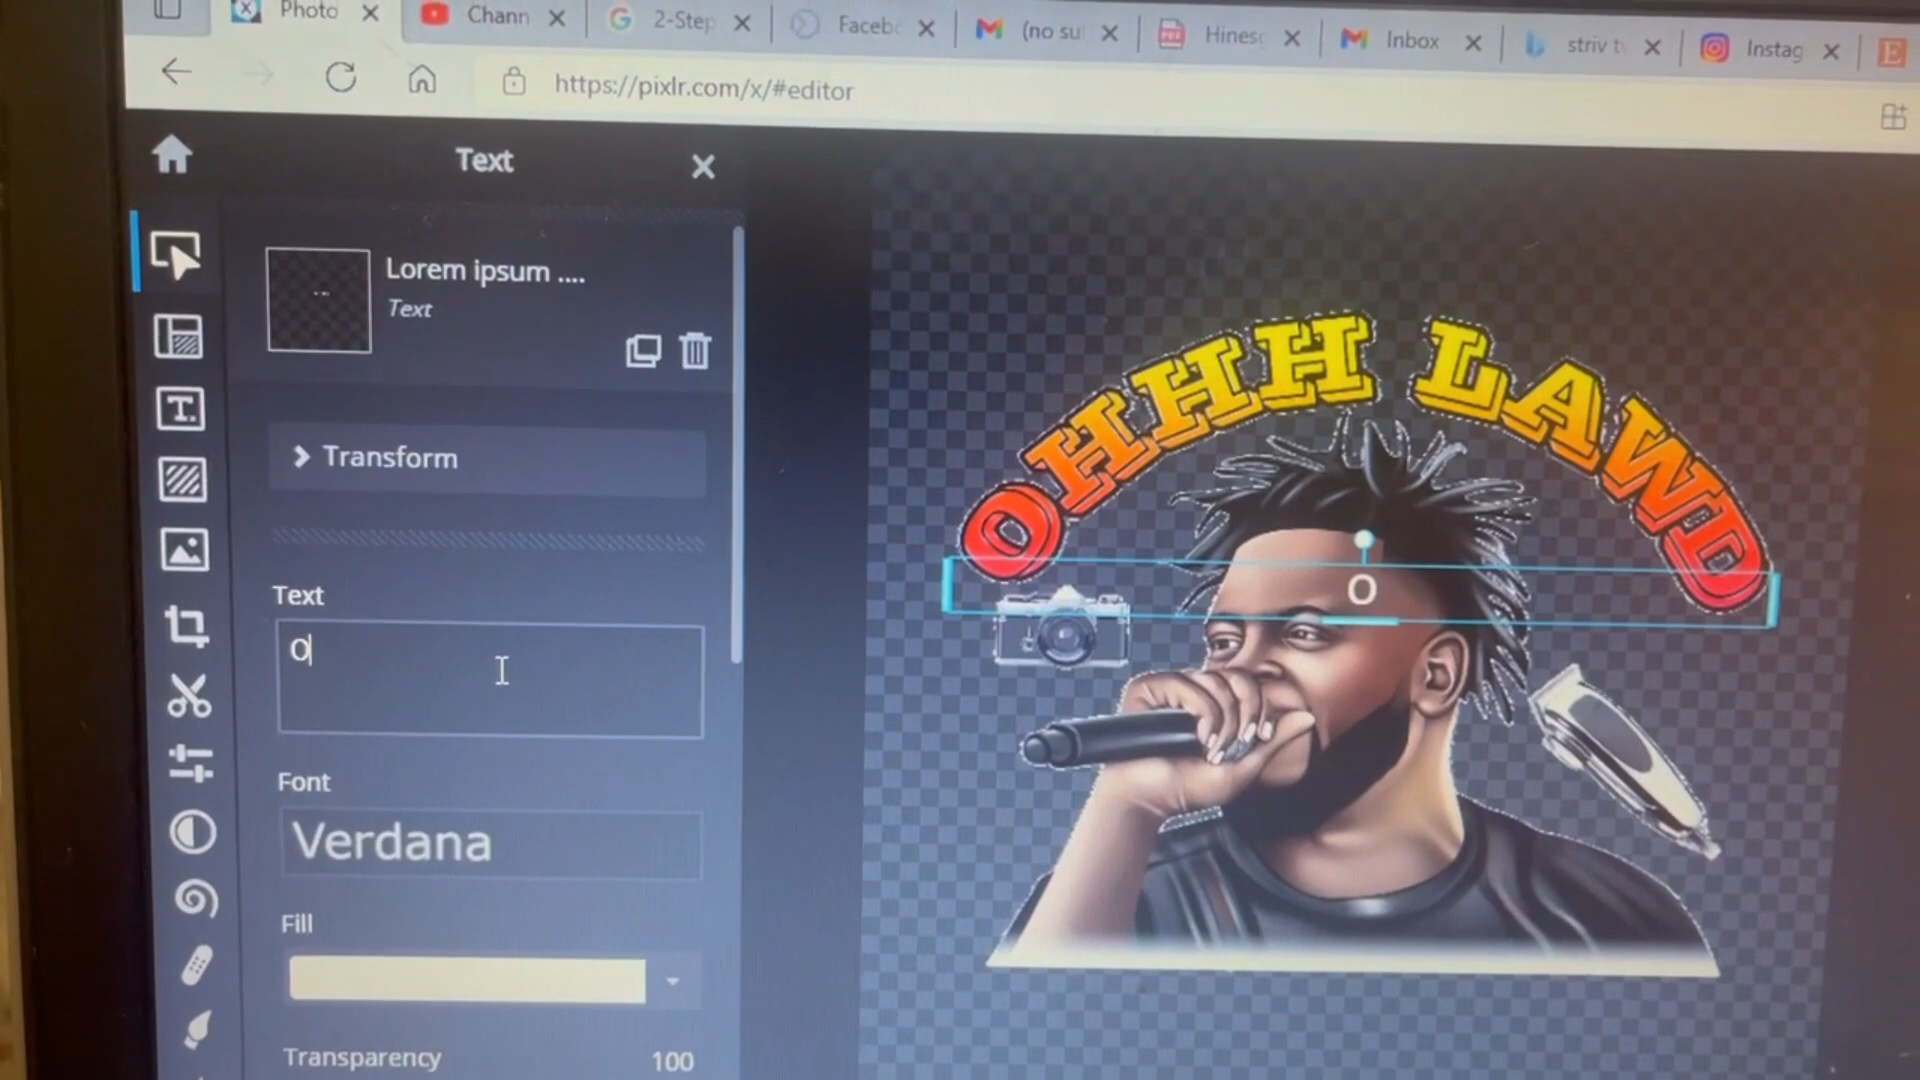 Photo
Chann
2-Step
Faceb
(no su
Hines
Inbox
striv t
Instag
https://pixlr.com/x/#editor
Text
Lorem ipsum ....
Text
Transform
Text
O
Font
Verdana
Fill
Transparency 100
OHHH LAWD
O